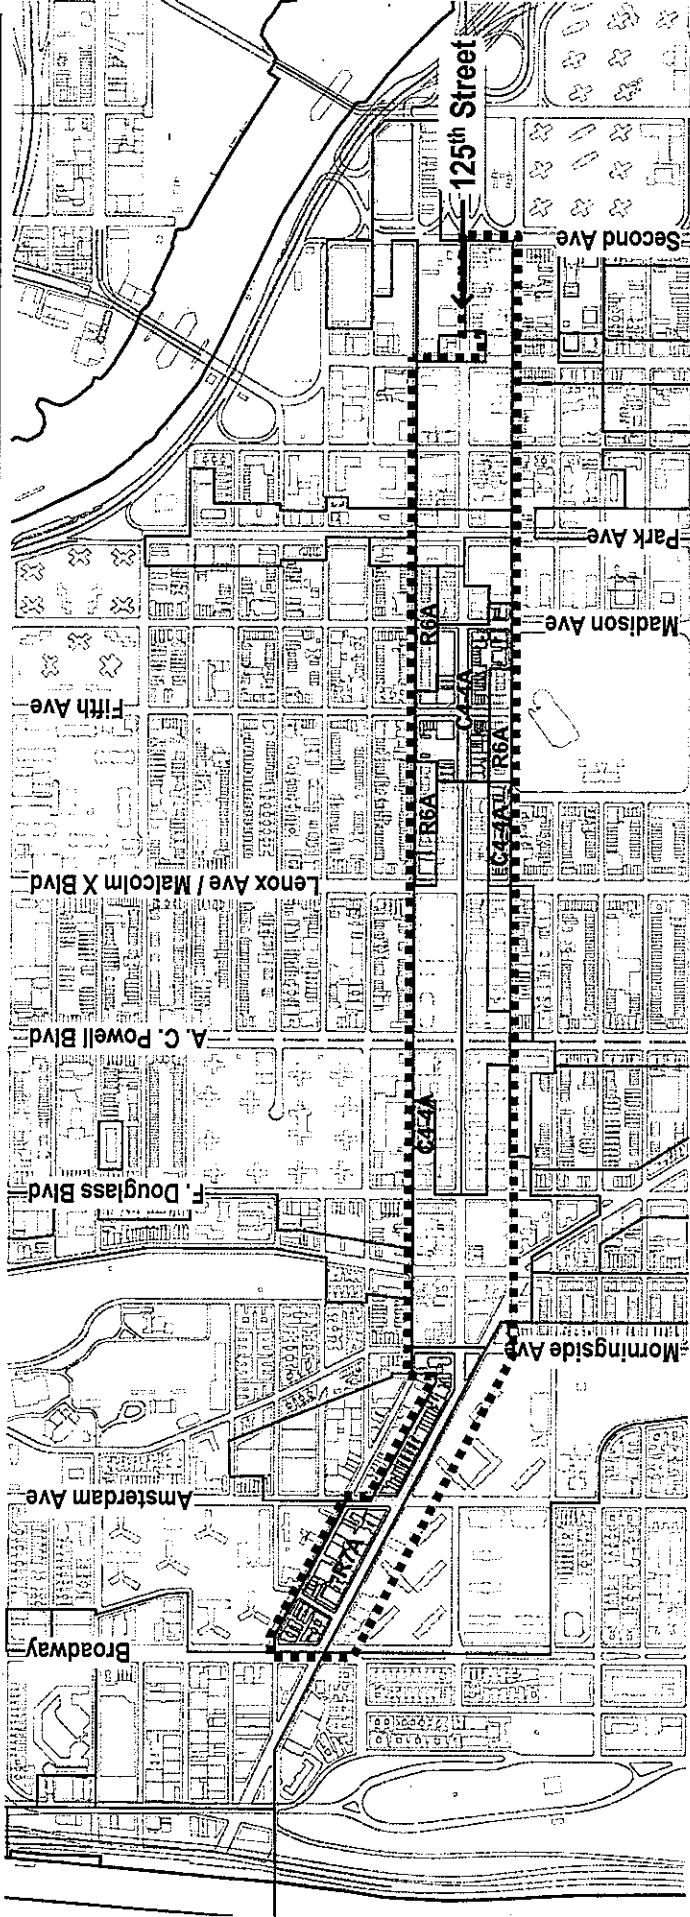 125th Street
Second Ave
Park Ave
Madison Ave
R6A
C4-4A
R6A
Fifth Ave
R6A
C4-4A
Lenox Ave / Malcolm X Blvd
A. C. Powell Blvd
C4-4A
F. Douglass Blvd
Morningside Ave
Amsterdam Ave
R7A
Broadway